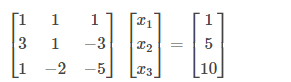 [1 1 1] [x₁] [1]
[3 1 -3] [x₂] = [5]
[1 -2 -5] [x₃] [10]